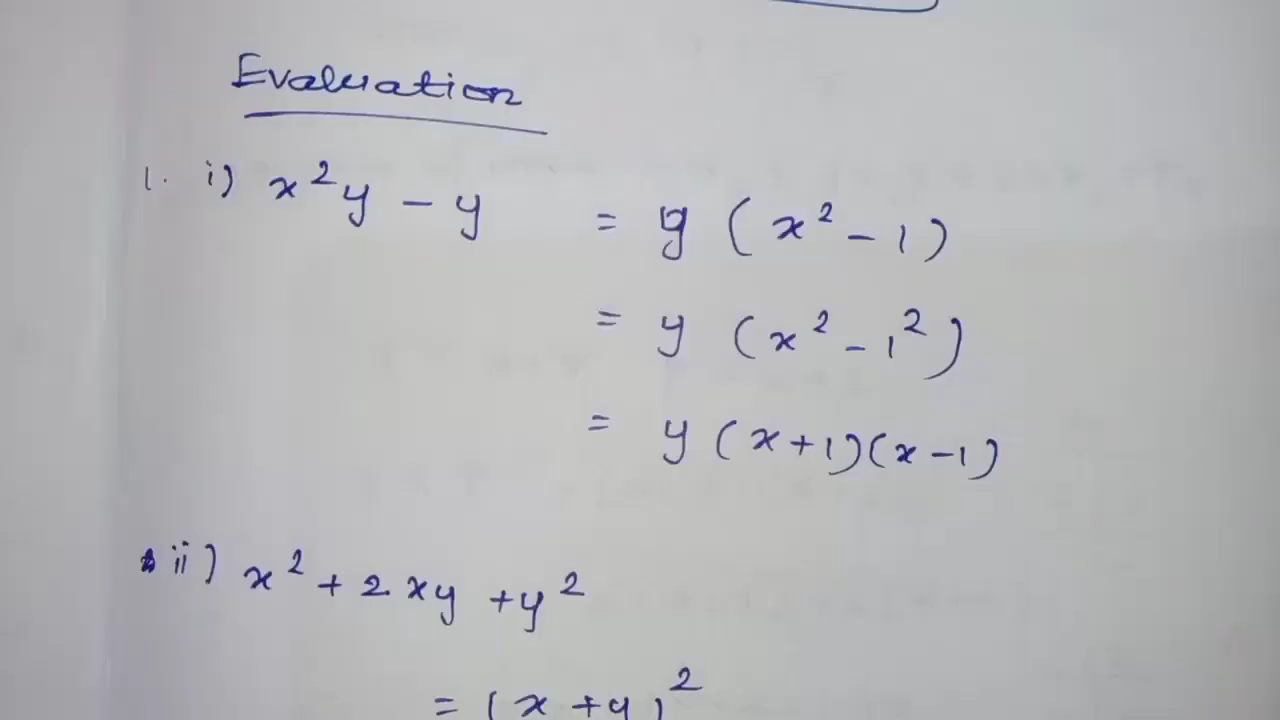 Evaluation
1. i) x²y - y = y (x² - 1)
= y (x² - 1²)
= y (x+1)(x-1)
ii) x² + 2xy + y²
= (x + y)²